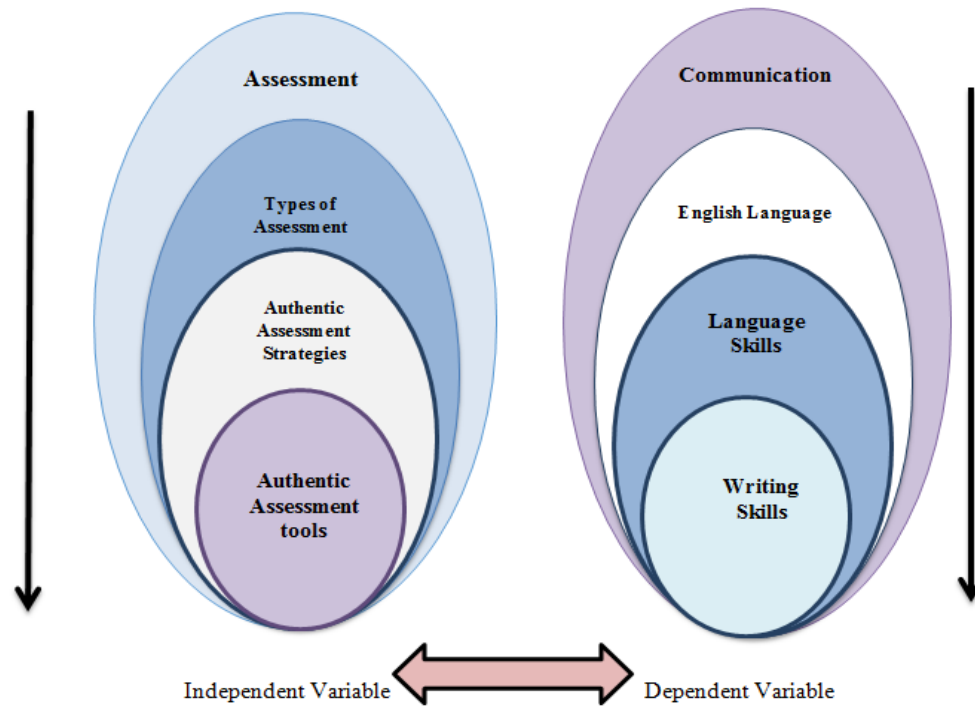 Assessment
Types of
Assessment
Authentic
Assessment
Strategies
Authentic
Assessment
tools
Communication
English Language
Language
Skills
Writing
Skills
Independent Variable
Dependent Variable